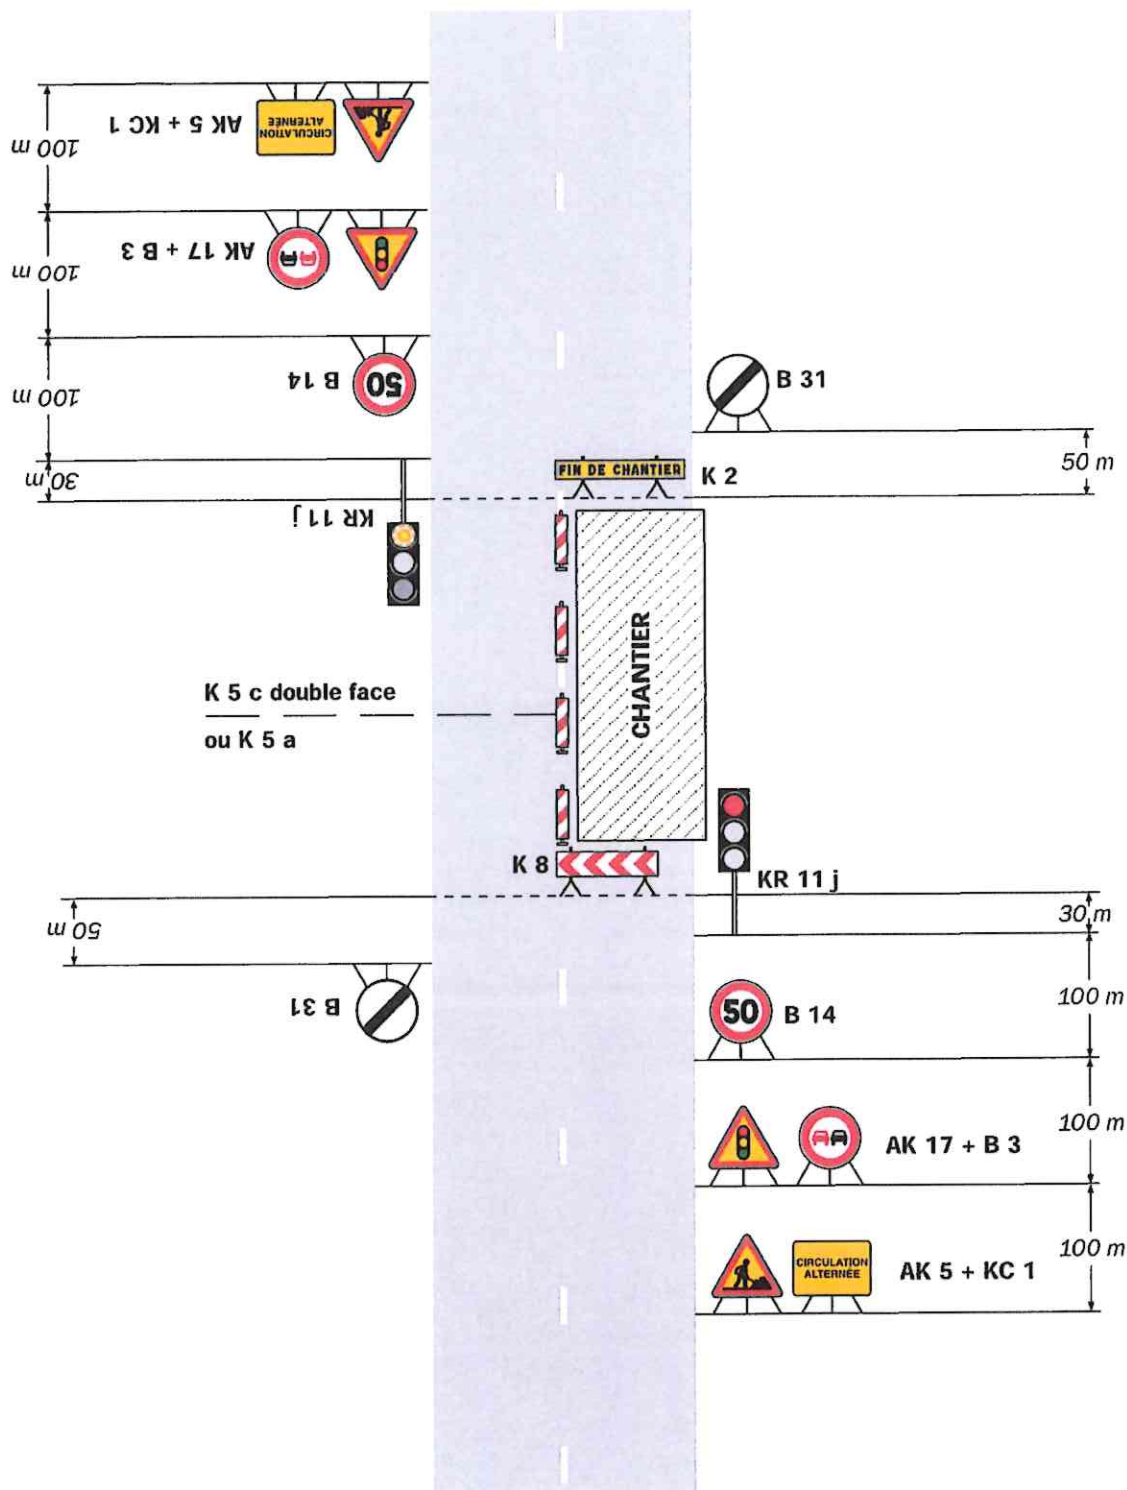 CIRCULATION
ALTERNÉE
AK 5 + KC 1
100 m
AK 17 + B 3
100 m
50
B 14
100 m
30 m
KR 11 j
B 31
50 m
FIN DE CHANTIER
K 2
CHANTIER
K 5 c double face
ou K 5 a
K 8
KR 11 j
30 m
50 m
B 31
50
B 14
100 m
AK 17 + B 3
100 m
CIRCULATION
ALTERNÉE
AK 5 + KC 1
100 m